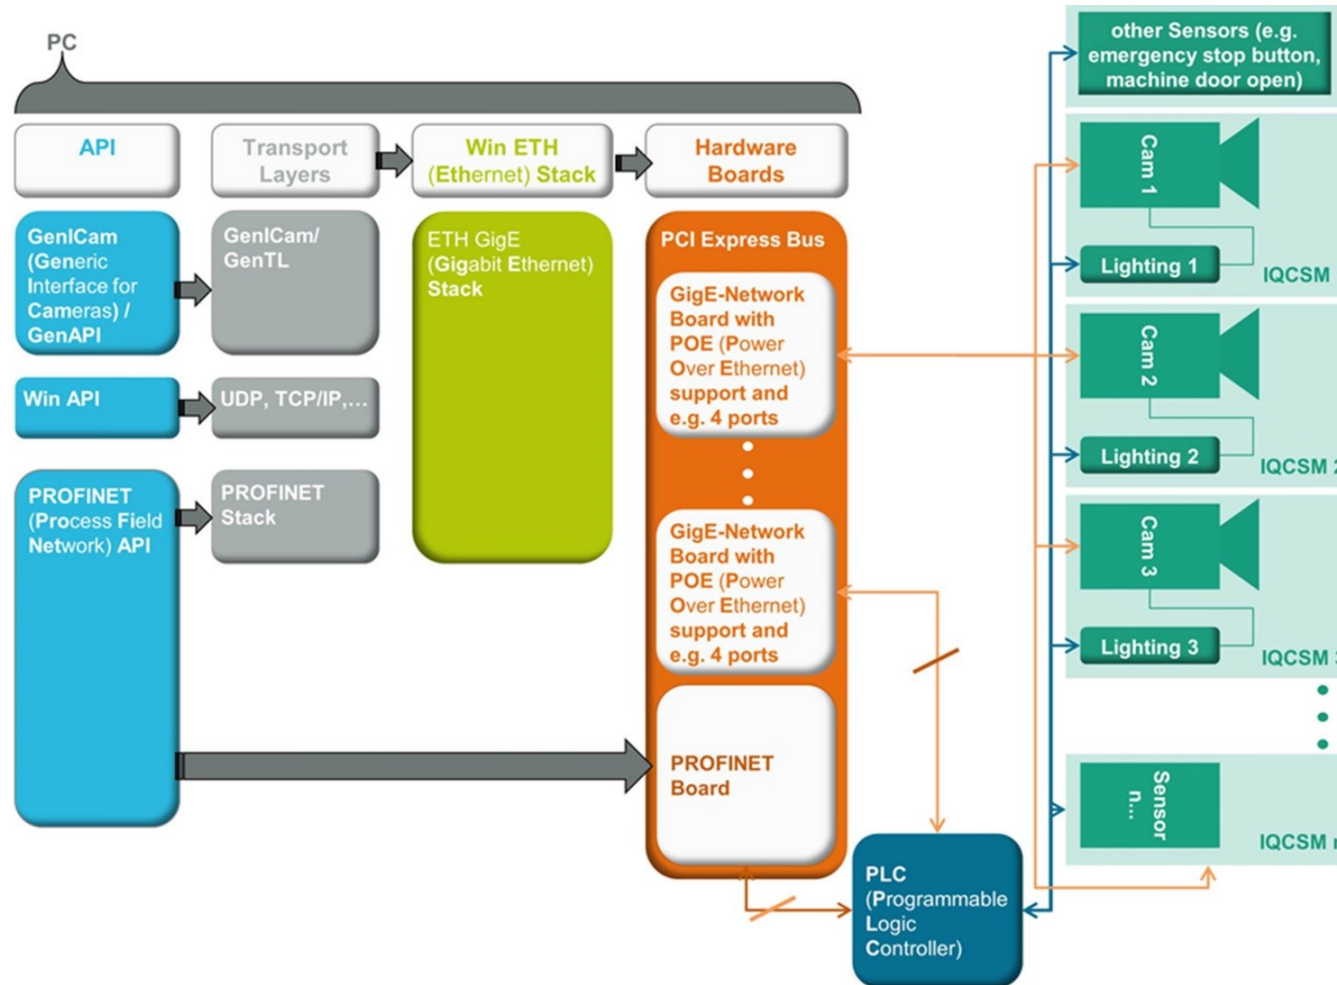 PC
API
Transport
Layers
Win ETH
(Ethernet) Stack
Hardware
Boards
GenICam
(Generic
Interface for
Cameras) /
GenAPI
GenICam/
GenTL
ETH GigE
(Gigabit Ethernet)
Stack
PCI Express Bus
GigE-Network
Board with
POE (Power
Over Ethernet)
support and
e.g. 4 ports
Win API
UDP, TCP/IP,...
PROFINET
(Process Field
Network) API
PROFINET
Stack
GigE-Network
Board with
POE (Power
Over Ethernet)
support and
e.g. 4 ports
PROFINET
Board
PLC
(Programmable
Logic
Controller)
other Sensors (e.g.
emergency stop button,
machine door open)
Cam 1
Lighting 1
IQCSM
Cam 2
Lighting 2
IQCSM 2
Cam 3
Lighting 3
IQCSM 3
Sensor
n...
IQCSM